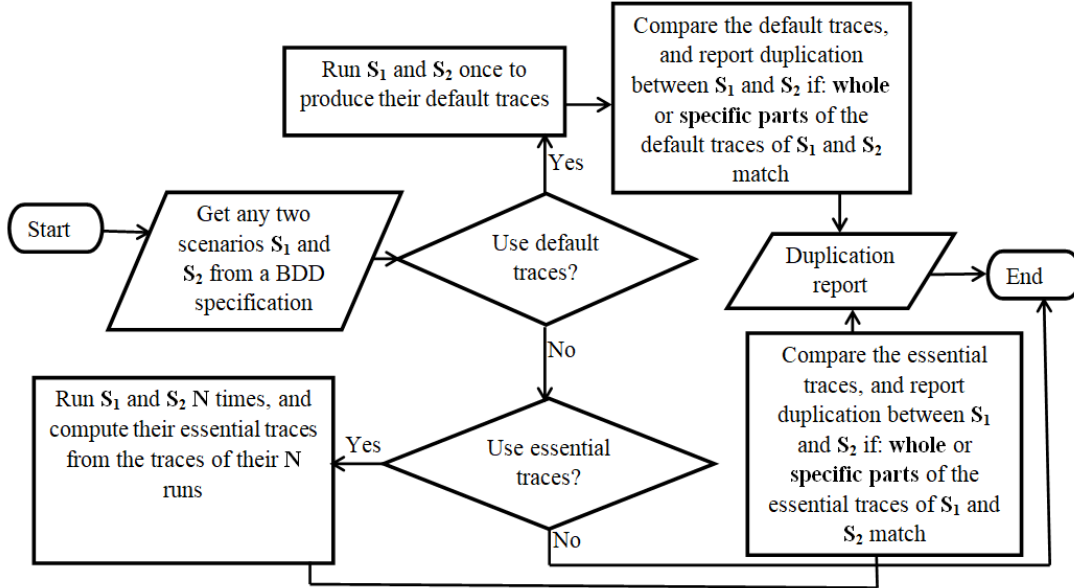 Start
Get any two
scenarios S₁ and
S₂ from a BDD
specification
Use default
traces?
Yes
Run S₁ and S₂ once to
produce their default traces
Compare the default traces,
and report duplication
between S₁ and S₂ if: whole
or specific parts of the
default traces of S₁ and S₂
match
Duplication
report
End
No
Use essential
traces?
Yes
Run S₁ and S₂ N times, and
compute their essential traces
from the traces of their N
runs
Compare the essential
traces, and report
duplication between S₁
and S₂ if: whole or
specific parts of the
essential traces of S₁ and
S₂ match
No